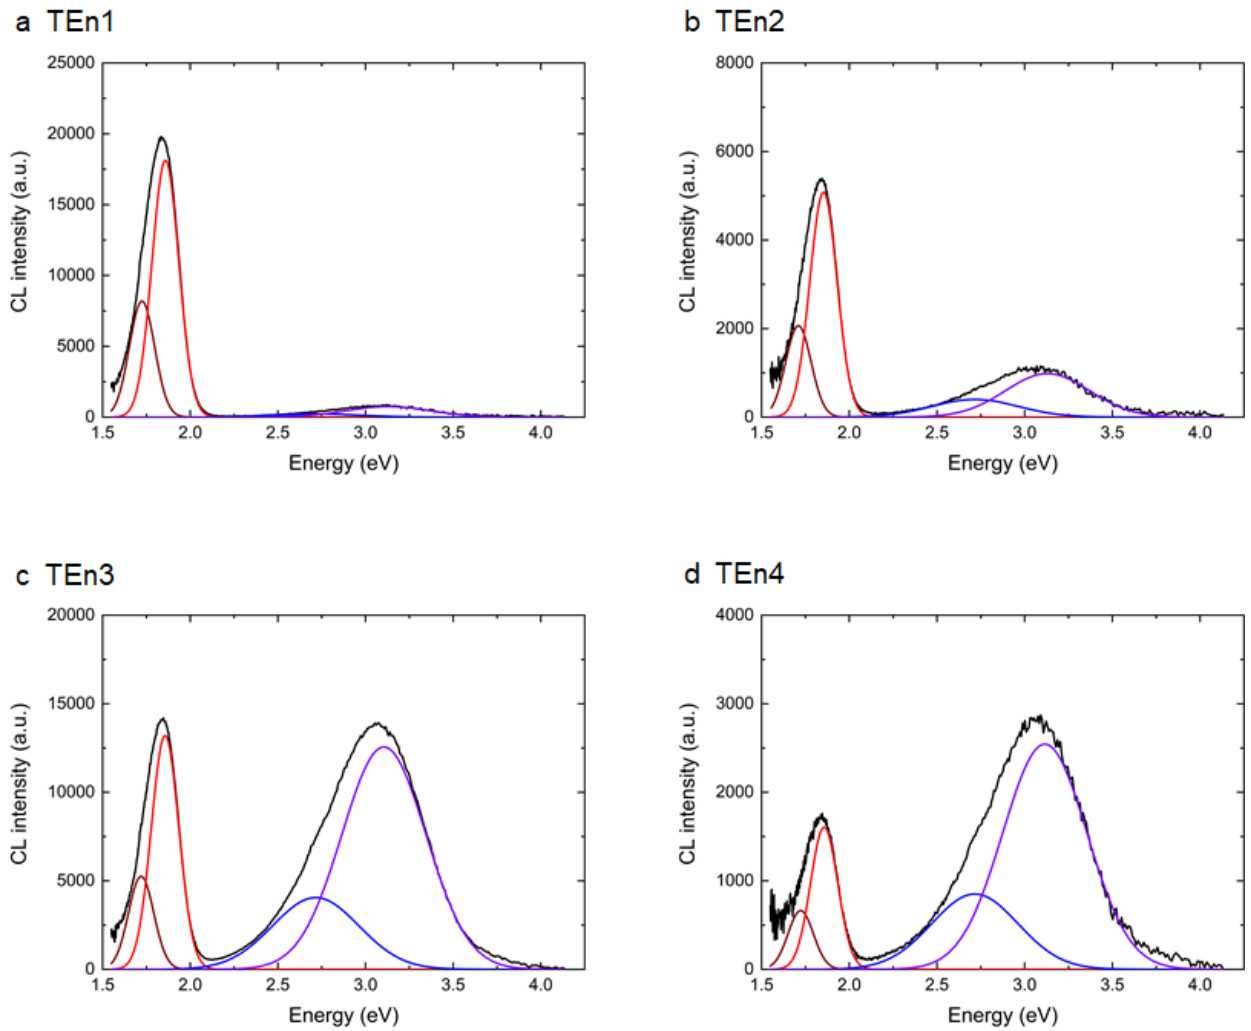 a TEn1
25000
20000
15000
10000
5000
0
CL intensity (a.u.)
1.5 2.0 2.5 3.0 3.5 4.0
Energy (eV)
b TEn2
8000
6000
4000
2000
0
CL intensity (a.u.)
1.5 2.0 2.5 3.0 3.5 4.0
Energy (eV)
c TEn3
20000
15000
10000
5000
0
CL intensity (a.u.)
1.5 2.0 2.5 3.0 3.5 4.0
Energy (eV)
d TEn4
4000
3000
2000
1000
0
CL intensity (a.u.)
1.5 2.0 2.5 3.0 3.5 4.0
Energy (eV)